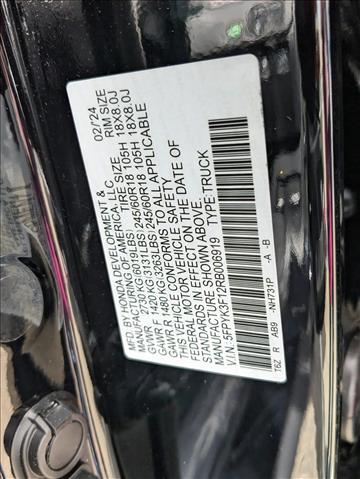 MFD. BY HONDA DEVELOPMENT & 02/24
MANUFACTURING OF AMERICA, LLC.
GVWR 2730 KG(6019LBS) TIRE SIZE RIM SIZE
GAWR F 1420 KG(3131LBS) 245/60R18 105H 18X8.0J
GAWR R 1480 KG(3263LBS) 245/60R18 105H 18X8.0J
THIS VEHICLE CONFORMS TO ALL APPLICABLE
FEDERAL MOTOR VEHICLE SAFETY
STANDARDS IN EFFECT ON THE DATE OF
MANUFACTURE SHOWN ABOVE.
V.I.N.: 5FPYK3F12RB006919 TYPE:TRUCK
T6Z R AB9 -NH731P -A -B